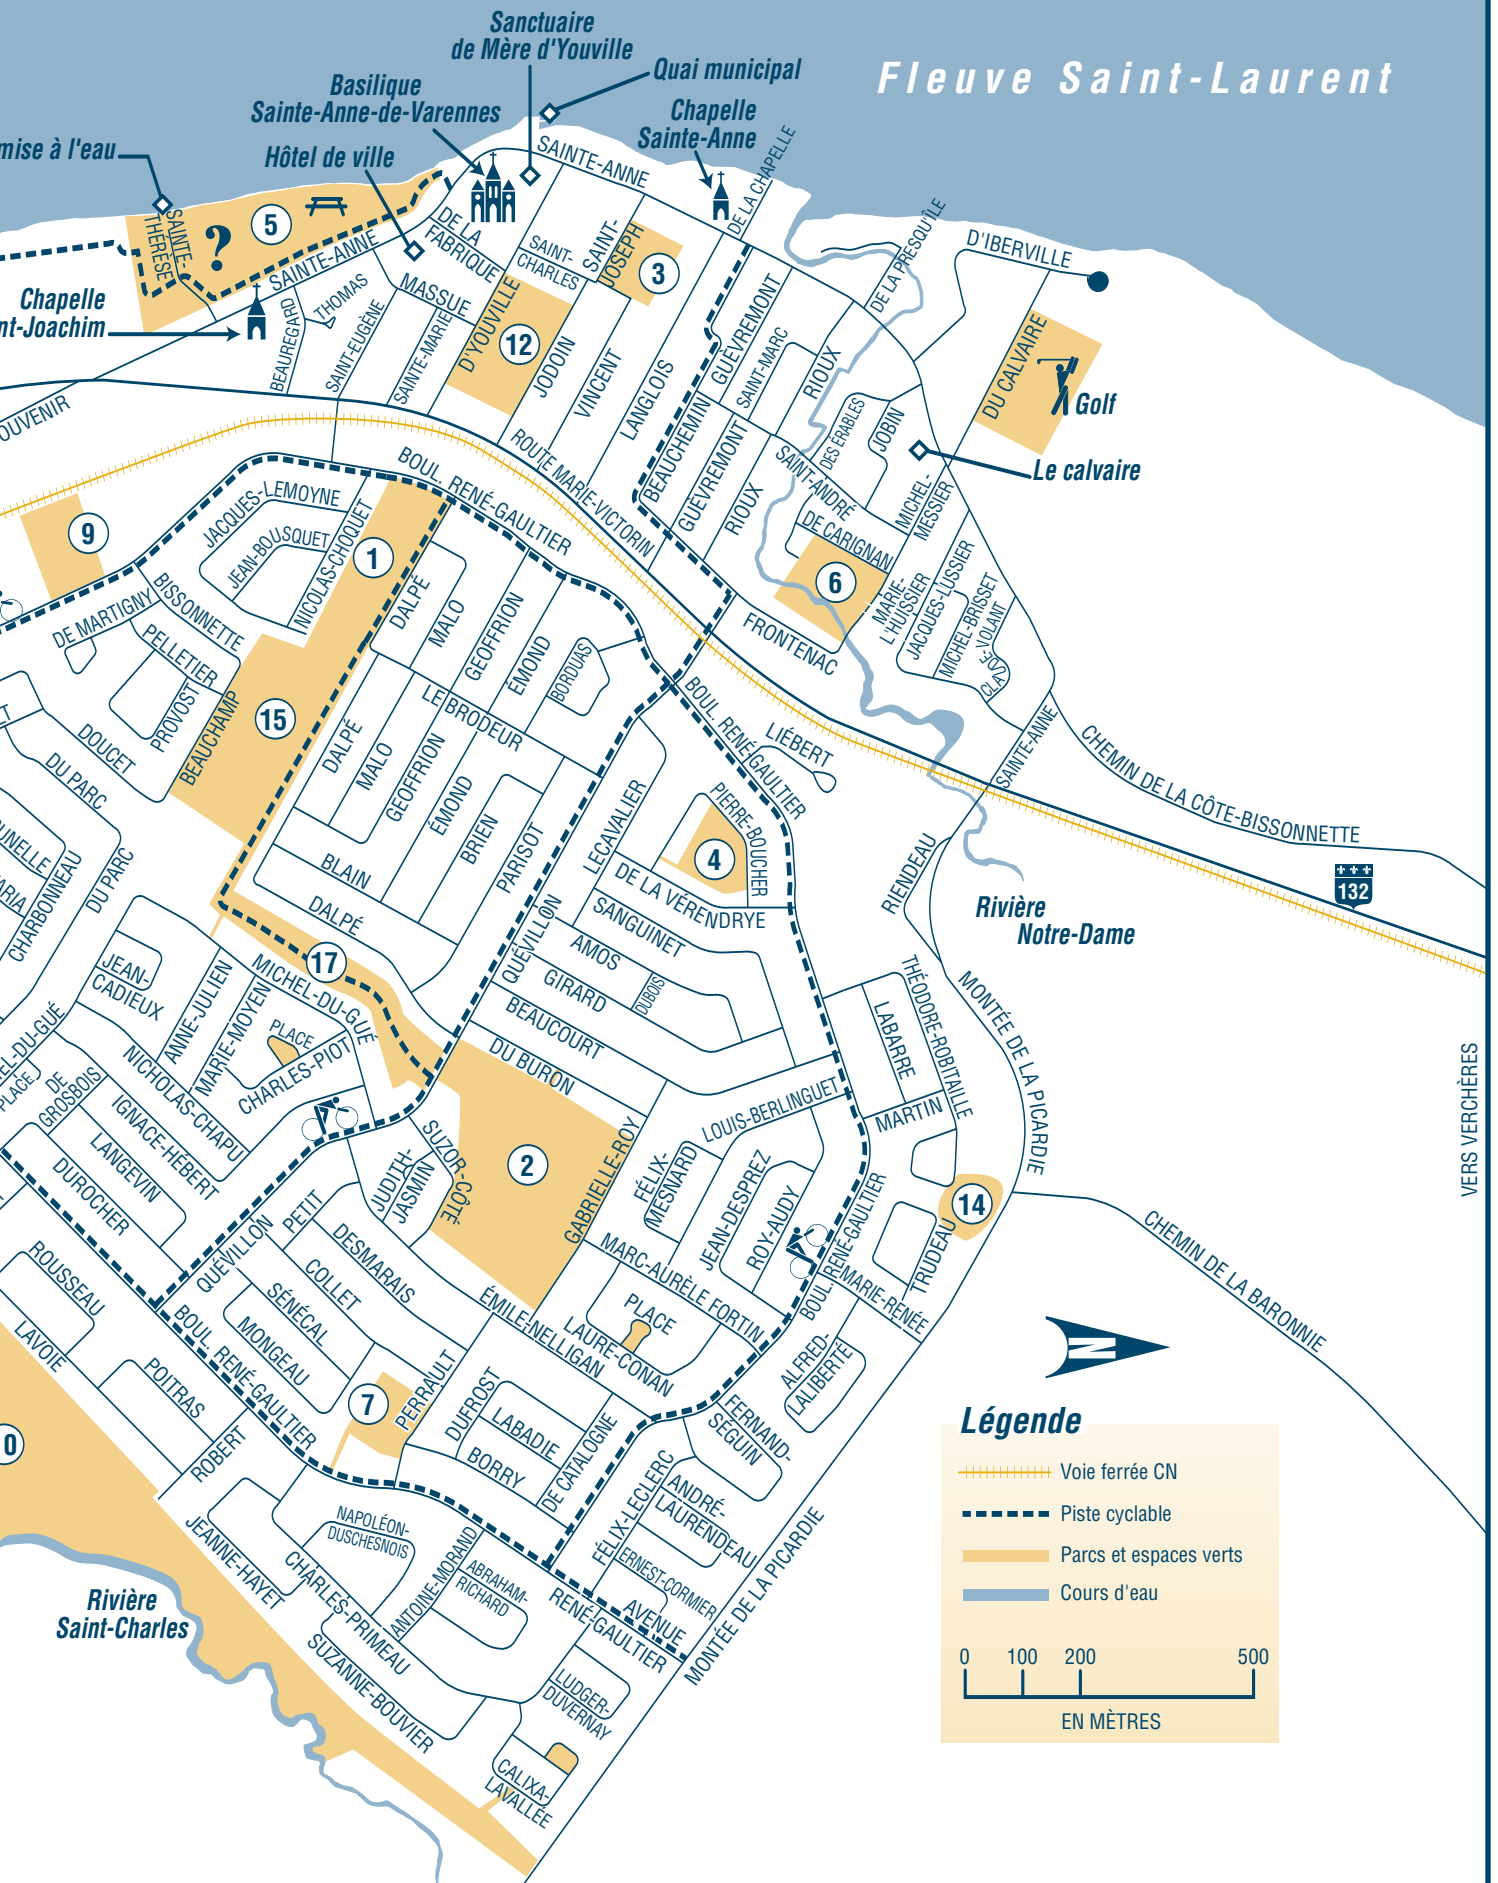 Fleuve Saint-Laurent
Sanctuaire
de Mère d'Youville
Quai municipal
Basilique
Sainte-Anne-de-Varennes
Chapelle
Sainte-Anne
mise à l'eau
Hôtel de ville
SAINTE-ANNE
DE LA CHAPELLE
DE LA PRESQU'ÎLE
D'IBERVILLE
SAINTE-
THÉRÈSE
?
5
SAINTE-ANNE
DE LA
FABRIQUE
SAINT-
CHARLES
SAINT-
JOSEPH
3
Chapelle
nt-Joachim
BEAUREGARD
THOMAS
SAINT-EUGÈNE
MASSUE
SAINTE-MARIE
D'YOUVILLE
12
JODOIN
VINCENT
LANGLOIS
GUÈVREMONT
SAINT-MARC
RIOUX
DU CALVAIRE
Golf
OUVENIR
ROUTE MARIE-VICTORIN
BEAUCHEMIN
GUÈVREMONT
RIOUX
SAINT-ANDRÉ
DES ÉRABLES
JOBIN
Le calvaire
MICHEL-
MESSIER
DE CARIGNAN
6
MARIE-
L'HUISSIER
JACQUES-LUSSIER
MICHEL-BRISSET
CLAUDE-
VOLANT
FRONTENAC
9
JACQUES-LEMOYNE
JEAN-BOUSQUET
NICOLAS-CHOQUET
1
BOUL. RENÉ-GAULTIER
DALPÉ
MALO
GEOFFRION
ÉMOND
BORDUAS
LE BRODEUR
DE MARTIGNY
BISSONNETTE
PELLETIER
PROVOST
BEAUCHAMP
15
DOUCET
ET
DU PARC
DALPÉ
MALO
GEOFFRION
ÉMOND
BRIEN
PARISOT
BLAIN
DALPÉ
BOUL. RENÉ-GAULTIER
LIÉBERT
LECAVALIER
PIERRE-BOUCHER
4
DE LA VÉRENDRYE
SAINTE-ANNE
CHEMIN DE LA CÔTE-BISSONNETTE
132
RIENDEAU
Rivière
Notre-Dame
UNELLE
ARIA
CHARBONNEAU
DU PARC
JEAN-
CADIEUX
ANNE-JULIEN
MARIE-MOYEN
MICHEL-DU-GUÉ
17
PLACE
CHARLES-PIOT
NICHOLAS-CHAPU
QUÉVILLON
SANGUINET
AMOS
GIRARD
DUBOIS
BEAUCOURT
DU BURON
THÉODORE-ROBITAILLE
LABARRE
MARTIN
MONTÉE DE LA PICARDIE
VERS VERCHÈRES
EL-DU-GUÉ
PLACE
DE
GROSBOIS
IGNACE-HÉBERT
LANGEVIN
DUROCHER
SUZOR-CÔTÉ
JUDITH-
JASMIN
2
GABRIELLE-ROY
LOUIS-BERLINGUET
FÉLIX-
MESNARD
JEAN-DESPREZ
ROY-AUDY
BOUL. RENÉ-GAULTIER
14
TRUDEAU
MARIE-RENÉE
CHEMIN DE LA BARONNIE
QUÉVILLON
PETIT
DESMARAIS
COLLET
SÉNÉCAL
MONGEAU
MARC-AURÈLE FORTIN
ÉMILE-NELLIGAN
PLACE
LAURE-CONAN
ALFRED-
LALIBERTÉ
N
ROUSSEAU
LAVOIE
POITRAS
BOUL. RENÉ-GAULTIER
ROBERT
7
PERRAULT
DUFROST
LABADIE
BORRY
DE CATALOGNE
FERNAND-
SÉGUIN
0
JEANNE-HAYET
NAPOLÉON-
DUSCHESNOIS
CHARLES-PRIMEAU
ANTOINE-MORAND
ABRAHAM-
RICHARD
FÉLIX-LECLERC
ANDRÉ-
LAURENDEAU
ERNEST-CORMIER
AVENUE
RENÉ-GAULTIER
MONTÉE DE LA PICARDIE
Rivière
Saint-Charles
SUZANNE-BOUVIER
LUDGER-
DUVERNAY
CALIXA-
LAVALLÉE
Légende
Voie ferrée CN
Piste cyclable
Parcs et espaces verts
Cours d'eau
0 100 200 500
EN MÈTRES